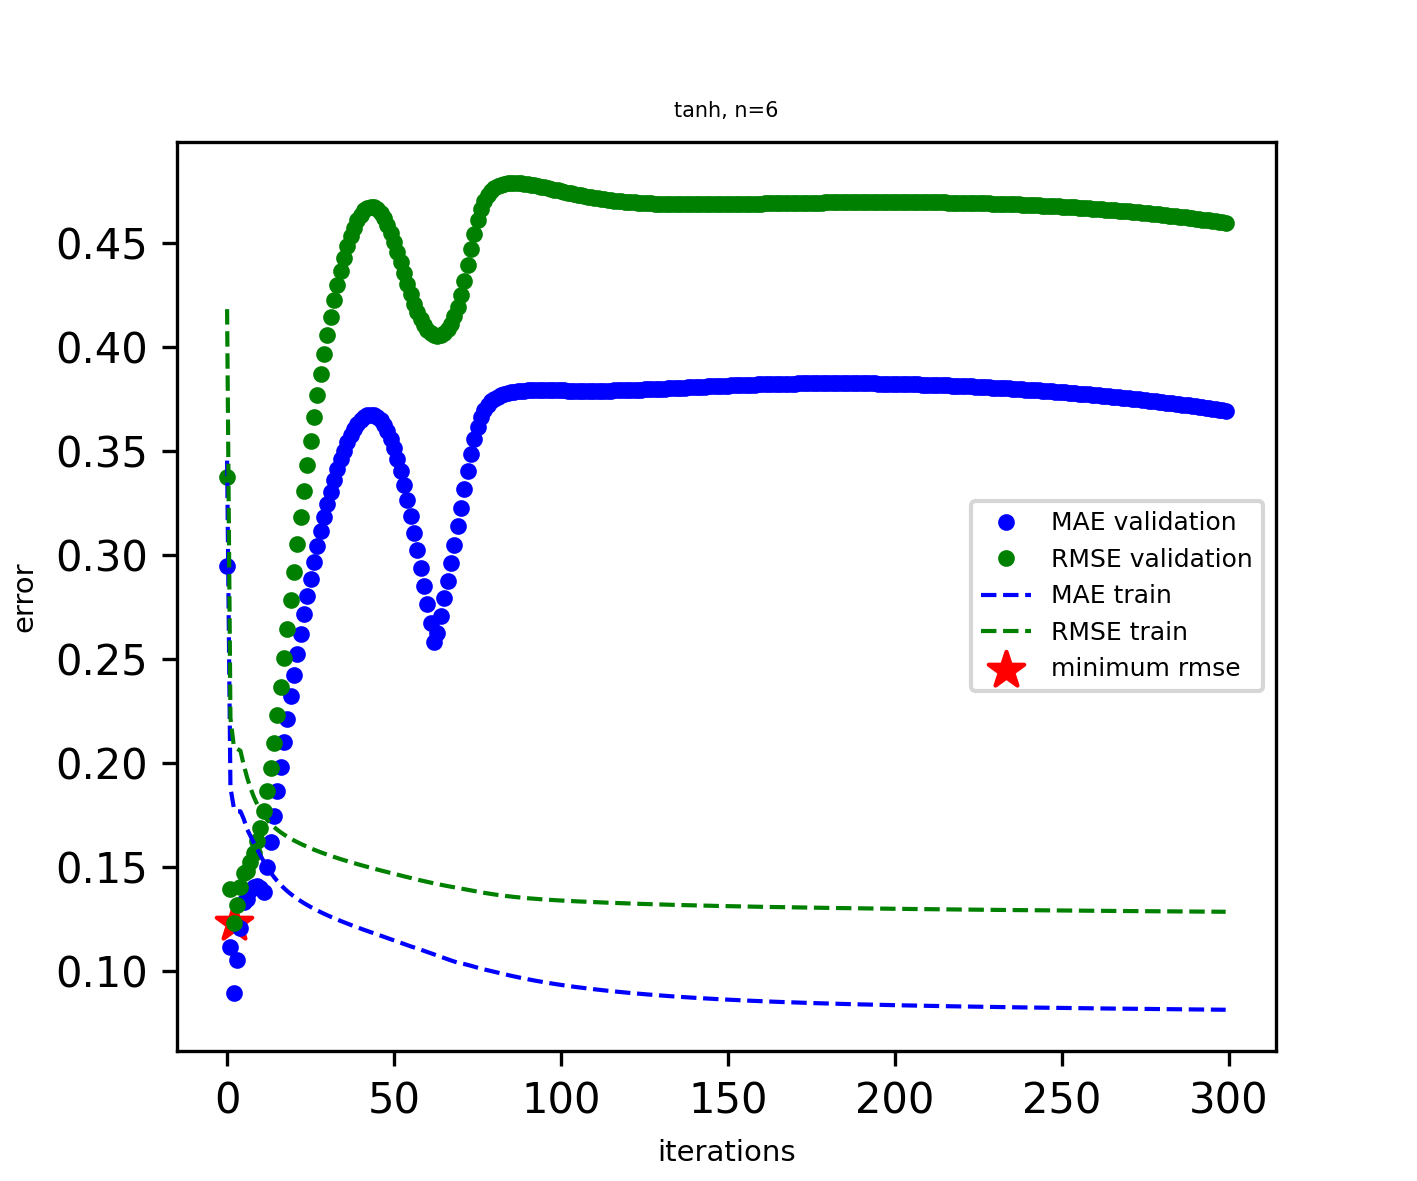 tanh, n=6
error
0.45
0.40
0.35
0.30
0.25
0.20
0.15
0.10
MAE validation
RMSE validation
MAE train
RMSE train
minimum rmse
0 50 100 150 200 250 300
iterations